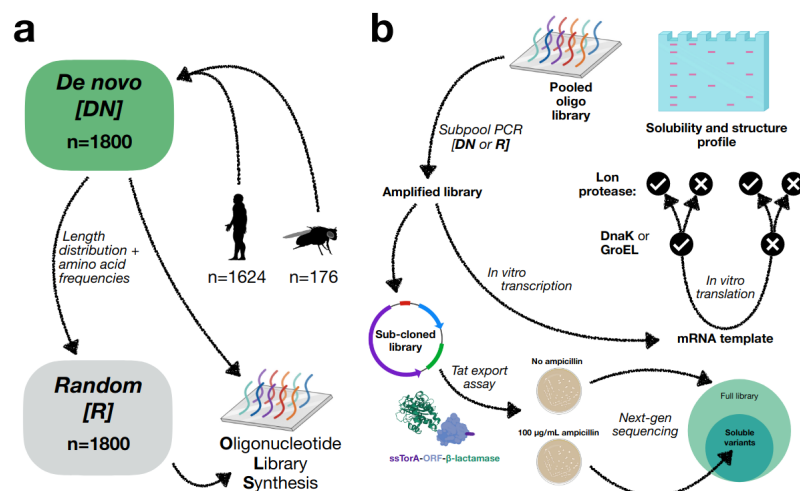 a
De novo
[DN]
n=1800
Length
distribution +
amino acid
frequencies
n=1624
n=176
Random
[R]
n=1800
Oligonucleotide
Library
Synthesis
b
Pooled
oligo
library
Solubility and structure
profile
Subpool PCR
[DN or R]
Amplified library
Lon
protease:
DnaK or
GroEL
In vitro
transcription
In vitro
translation
mRNA template
Sub-cloned
library
Tat export
assay
No ampicillin
100 μg/mL ampicillin
Next-gen
sequencing
Full library
Soluble
variants
ssTorA-ORF-β-lactamase